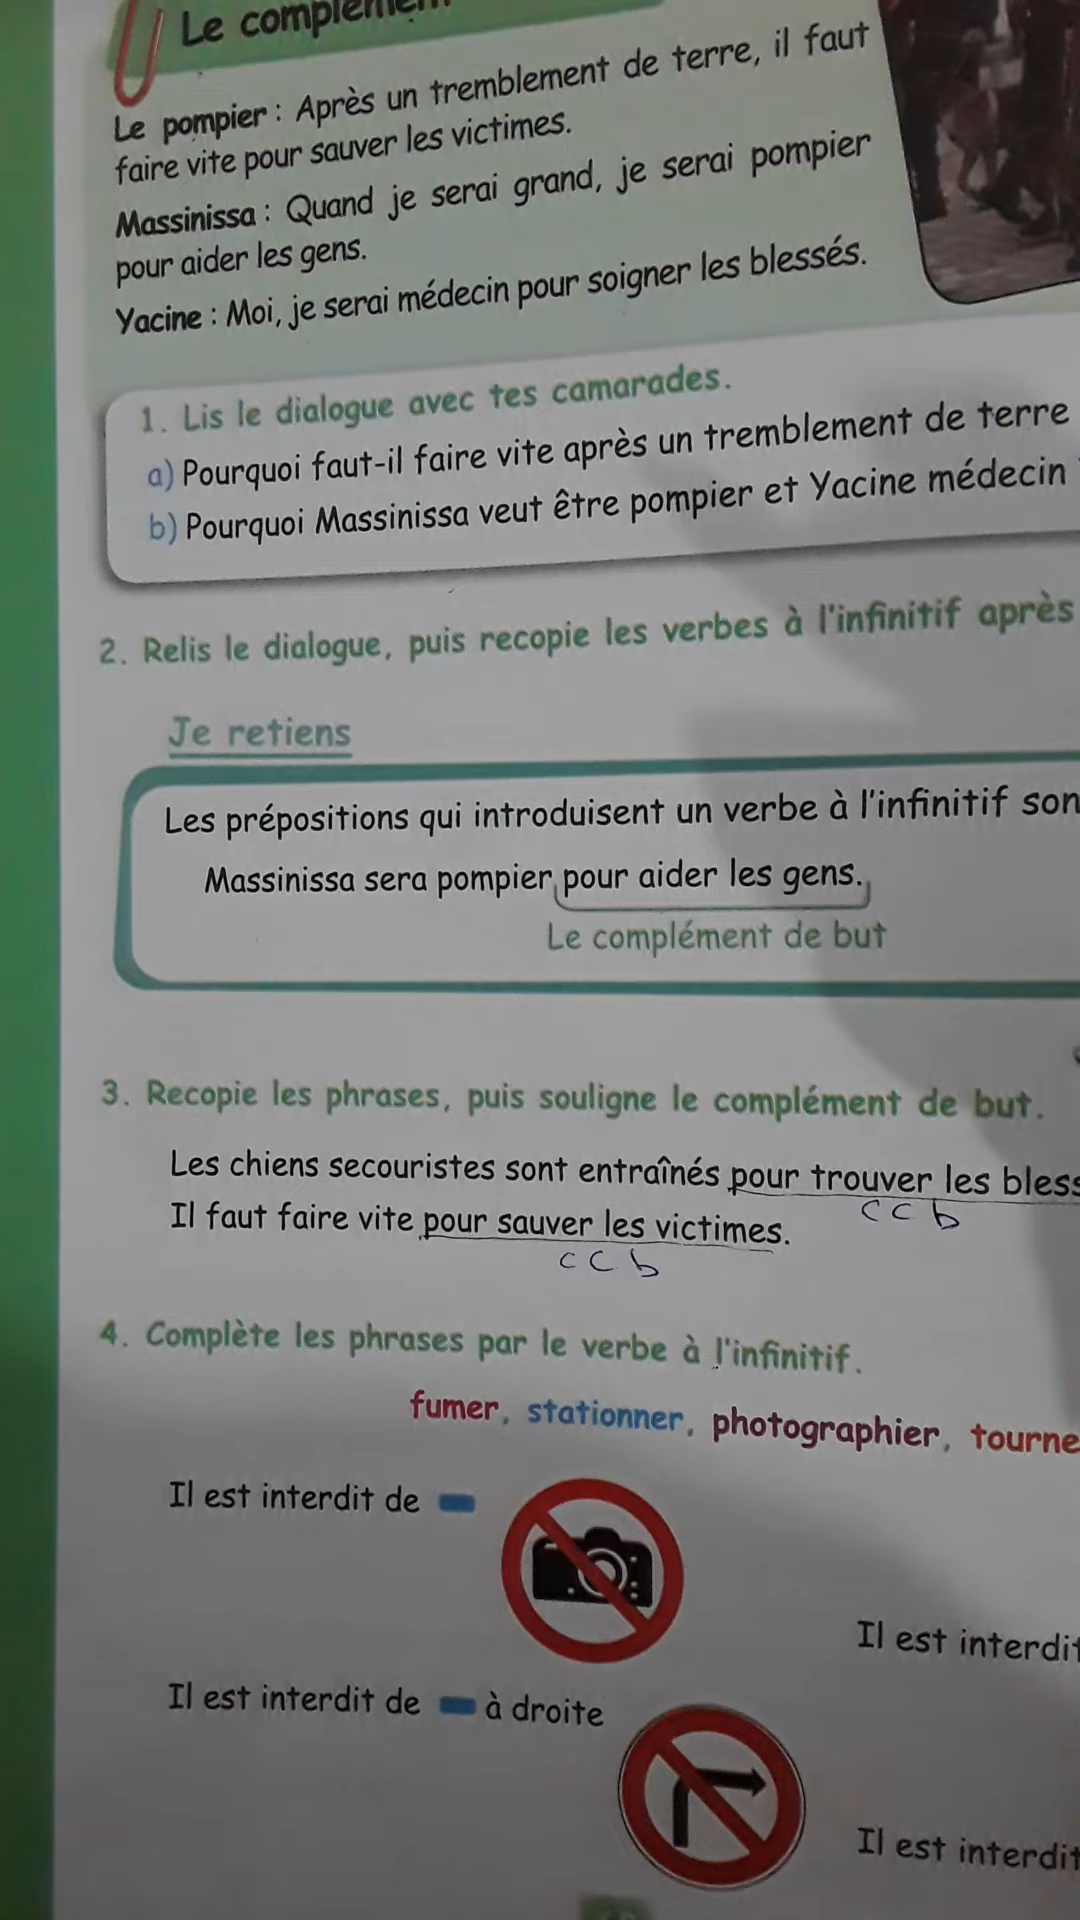 Le complémen
Le pompier : Après un tremblement de terre, il faut
faire vite pour sauver les victimes.
Massinissa : Quand je serai grand, je serai pompier
pour aider les gens.
Yacine : Moi, je serai médecin pour soigner les blessés.
1. Lis le dialogue avec tes camarades.
a) Pourquoi faut-il faire vite après un tremblement de terre
b) Pourquoi Massinissa veut être pompier et Yacine médecin
2. Relis le dialogue, puis recopie les verbes à l'infinitif après
Je retiens
Les prépositions qui introduisent un verbe à l'infinitif son
Massinissa sera pompier pour aider les gens.
Le complément de but
3. Recopie les phrases, puis souligne le complément de but.
Les chiens secouristes sont entraînés pour trouver les bless
c c b
Il faut faire vite pour sauver les victimes.
c c b
4. Complète les phrases par le verbe à l'infinitif.
fumer, stationner, photographier, tourne
Il est interdit de
Il est interdit
Il est interdit de à droite
Il est interdit